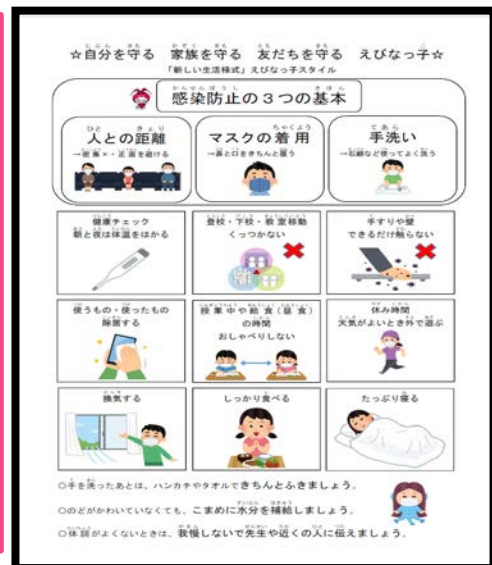 ☆自分を守る 家族を守る 友だちを守る えびなっ子☆
「新しい生活様式」えびなっ子スタイル
感染防止の3つの基本
人との距離
→密集×・正面を避ける
マスクの着用
→鼻と口をきちんと覆う
手洗い
→石鹸など使ってよく洗う
健康チェック
朝と夜は体温をはかる
登校・下校・教室移動
くっつかない
手すりや壁
できるだけ触らない
使うもの・使ったもの
除菌する
授業中や給食(昼食)
の時間
おしゃべりしない
休み時間
天気がよいとき外で遊ぶ
換気する
しっかり食べる
たっぷり寝る
○手を洗ったあとは、ハンカチやタオルできちんとふきましょう。
○のどがかわいていなくても、こまめに水分を補給しましょう。
○体調がよくないときは、我慢しないで先生や近くの人に伝えましょう。